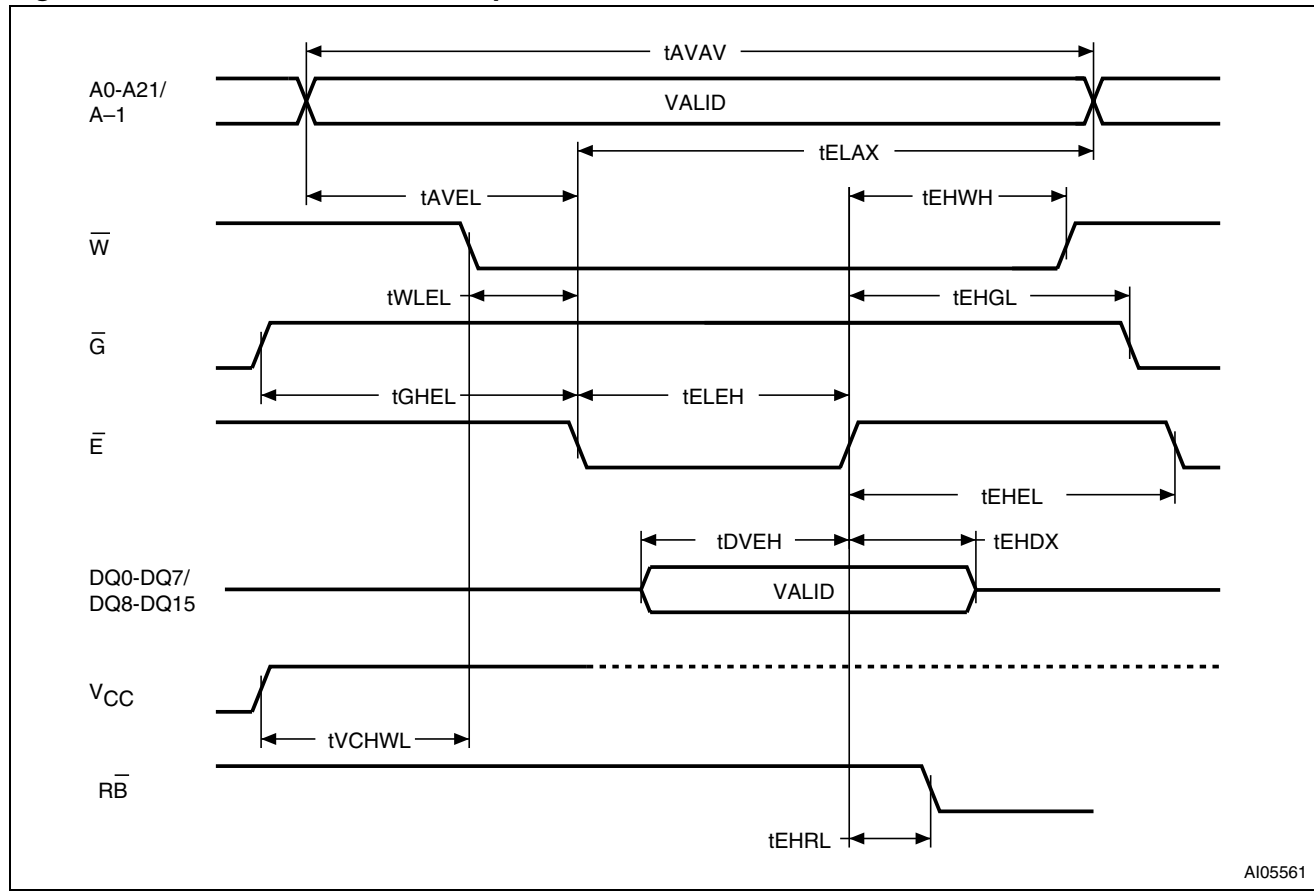 tAVAV
A0-A21/
A–1
VALID
tELAX
tAVEL
tEHWH
W̅
tWLEL
tEHGL
G̅
tGHEL
tELEH
E̅
tEHEL
tDVEH
tEHDX
DQ0-DQ7/
DQ8-DQ15
VALID
VCC
tVCHWL
RB̅
tEHRL
AI05561